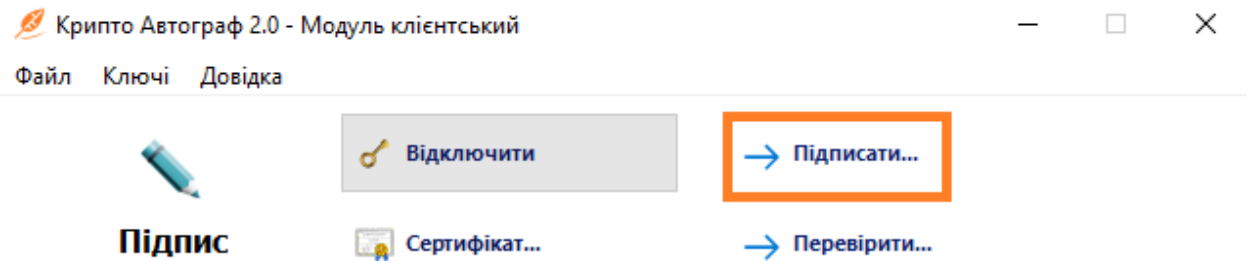 Крипто Автограф 2.0 - Модуль клієнтський
Файл Ключі Довідка
Відключити Підписати...
Підпис Сертифікат... Перевірити...